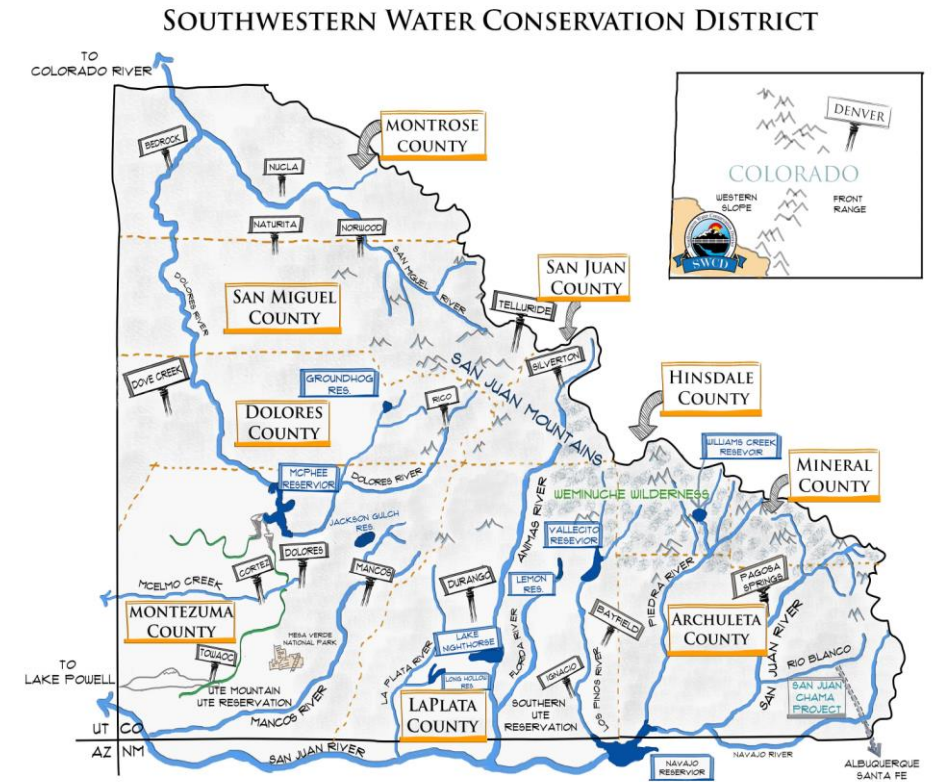 SOUTHWESTERN WATER CONSERVATION DISTRICT
TO
COLORADO RIVER
BEDROCK
NUCLA
MONTROSE
COUNTY
NATURITA
NORWOOD
DENVER
COLORADO
WESTERN
SLOPE
FRONT
RANGE
SWCD
SAN MIGUEL RIVER
SAN JUAN
COUNTY
DOLORES RIVER
SAN MIGUEL
COUNTY
TELLURIDE
SILVERTON
DOVE CREEK
GROUNDHOG
RES.
RICO
SAN JUAN MOUNTAINS
HINSDALE
COUNTY
DOLORES
COUNTY
WILLIAMS CREEK
RESEVOIR
MCPHEE
RESERVIOR
DOLORES RIVER
MINERAL
COUNTY
WEMINUCHE WILDERNESS
JACKSON GULCH
RES.
ANIMAS RIVER
VALLECITO
RESEVIOR
DOLORES
CORTEZ
MANCOS
MCELMO CREEK
DURANGO
LEMON
RES.
PIEDRA RIVER
PAGOSA
SPRINGS
MONTEZUMA
COUNTY
BAYFIELD
ARCHULETA
COUNTY
MESA VERDE
NATIONAL PARK
LAKE
NIGHTHORSE
FLORIDA RIVER
TOWAOC
LA PLATA RIVER
LONG HOLLOW
RES
IGNACIO
LOS PINOS RIVER
SAN JUAN RIVER
RIO BLANCO
TO
LAKE POWELL
UTE MOUNTAIN
UTE RESERVATION
MANCOS RIVER
LAPLATA
COUNTY
SOUTHERN
UTE
RESERVATION
SAN JUAN
CHAMA
PROJECT
UT CO
AZ NM
SAN JUAN RIVER
NAVAJO RIVER
NAVAJO
RESERVIOR
ALBUQUERQUE
SANTA FE